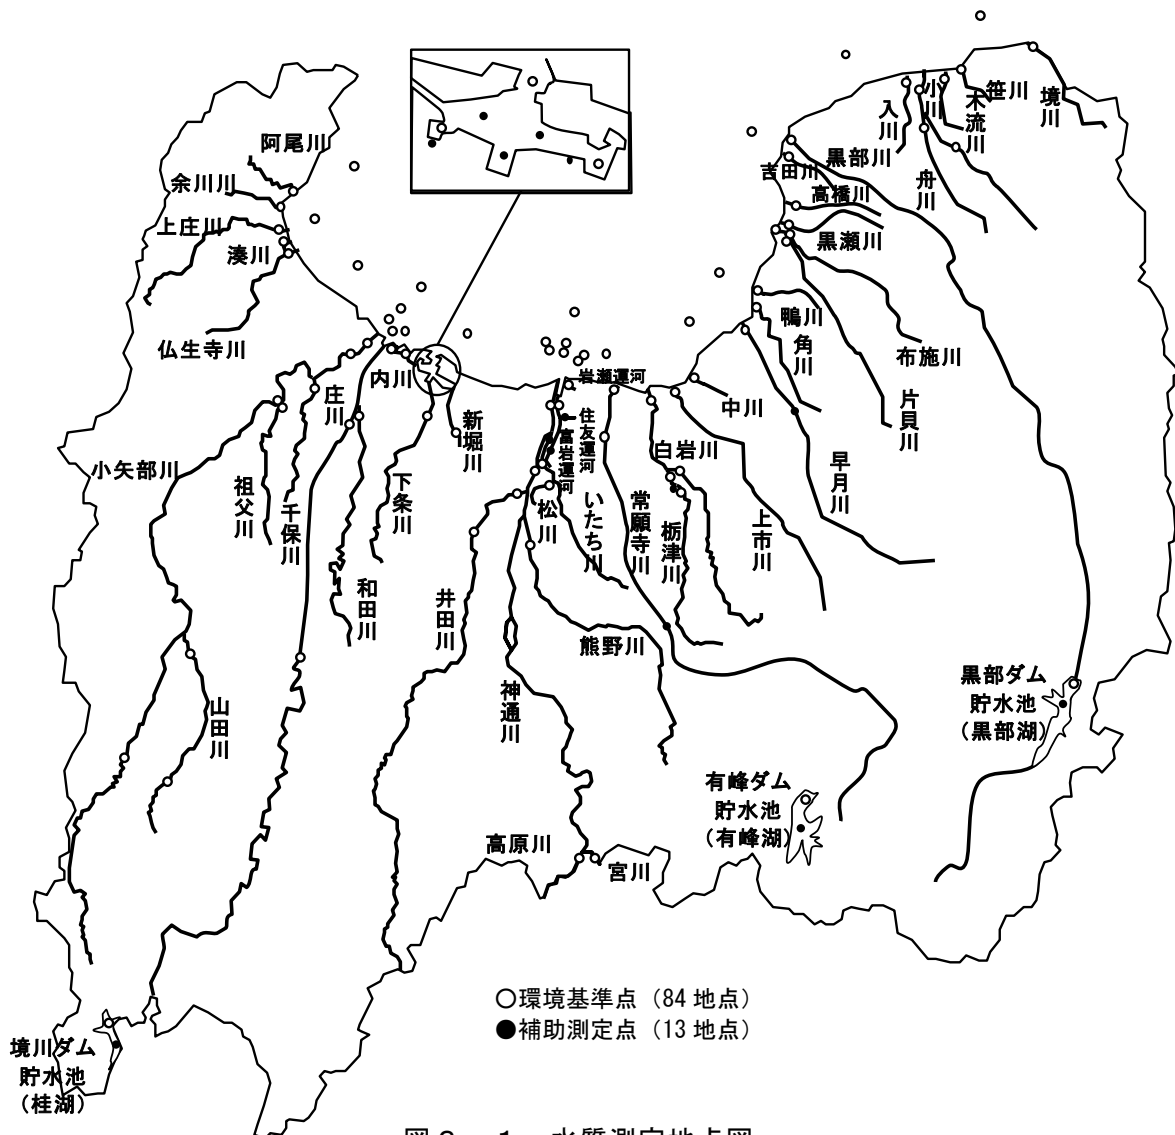 阿尾川
余川川
上庄川
湊川
仏生寺川
小矢部川
祖父川
千保川
庄川
内川
和田川
下条川
新堀川
山田川
井田川
神通川
高原川
宮川
熊野川
松川
いたち川
富岩運河
住友運河
岩瀬運河
常願寺川
白岩川
栃津川
上市川
中川
早月川
角川
鴨川
片貝川
布施川
黒瀬川
高橋川
吉田川
黒部川
入川
小川
舟川
木流川
笹川
境川
黒部ダム
貯水池
（黒部湖）
有峰ダム
貯水池
（有峰湖）
境川ダム
貯水池
（桂湖）
○環境基準点（84 地点）
●補助測定点（13 地点）